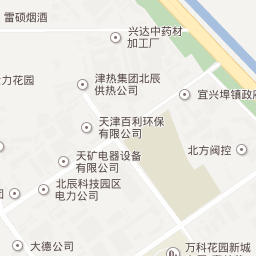 雷硕烟酒
兴达中药材
加工厂
力花园
津热集团北辰
供热公司
宜兴埠镇政府
天津百利环保
有限公司
北方阀控
天矿电器设备
有限公司
北辰科技园区
电力公司
大德公司
万科花园新城